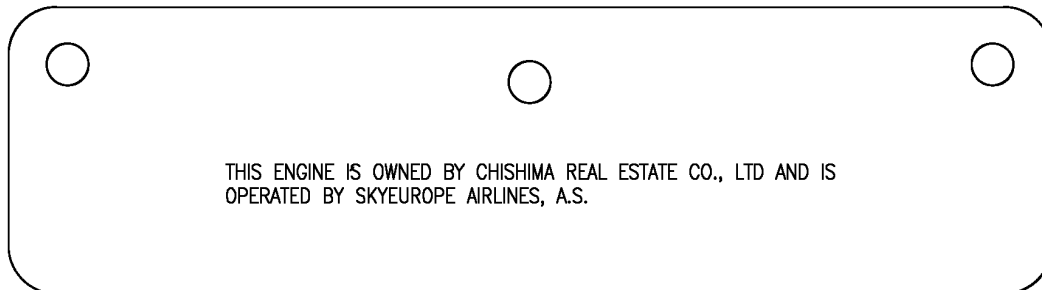 THIS ENGINE IS OWNED BY CHISHIMA REAL ESTATE CO., LTD AND IS
OPERATED BY SKYEUROPE AIRLINES, A.S.